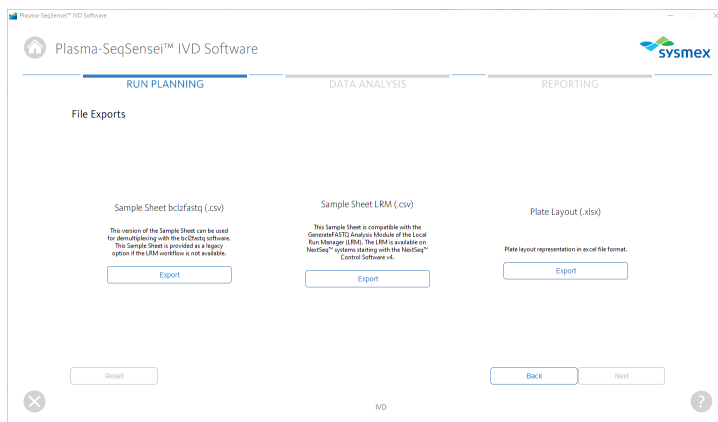 Plasma-SeqSensei™ IVD Software
Plasma-SeqSensei™ IVD Software
sysmex
RUN PLANNING
DATA ANALYSIS
REPORTING
File Exports
Sample Sheet bcl2fastq (.csv)
This version of the Sample Sheet can be used
for demultiplexing with the bcl2fastq software.
This Sample Sheet is provided as a legacy
option if the LRM workflow is not available.
Export
Sample Sheet LRM (.csv)
This Sample Sheet is compatible with the
GenerateFASTQ Analysis Module of the Local
Run Manager (LRM). The LRM is available on
NextSeq™ systems starting with the NextSeq™
Control Software v4.
Export
Plate Layout (.xlsx)
Plate layout representation in excel file format.
Export
Reset
Back
Next
IVD
?